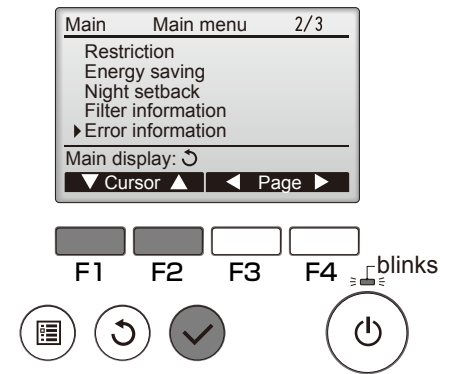 Main Main menu 2/3
Restriction
Energy saving
Night setback
Filter information
Error information
Main display:
Cursor Page
F1 F2 F3 F4
blinks